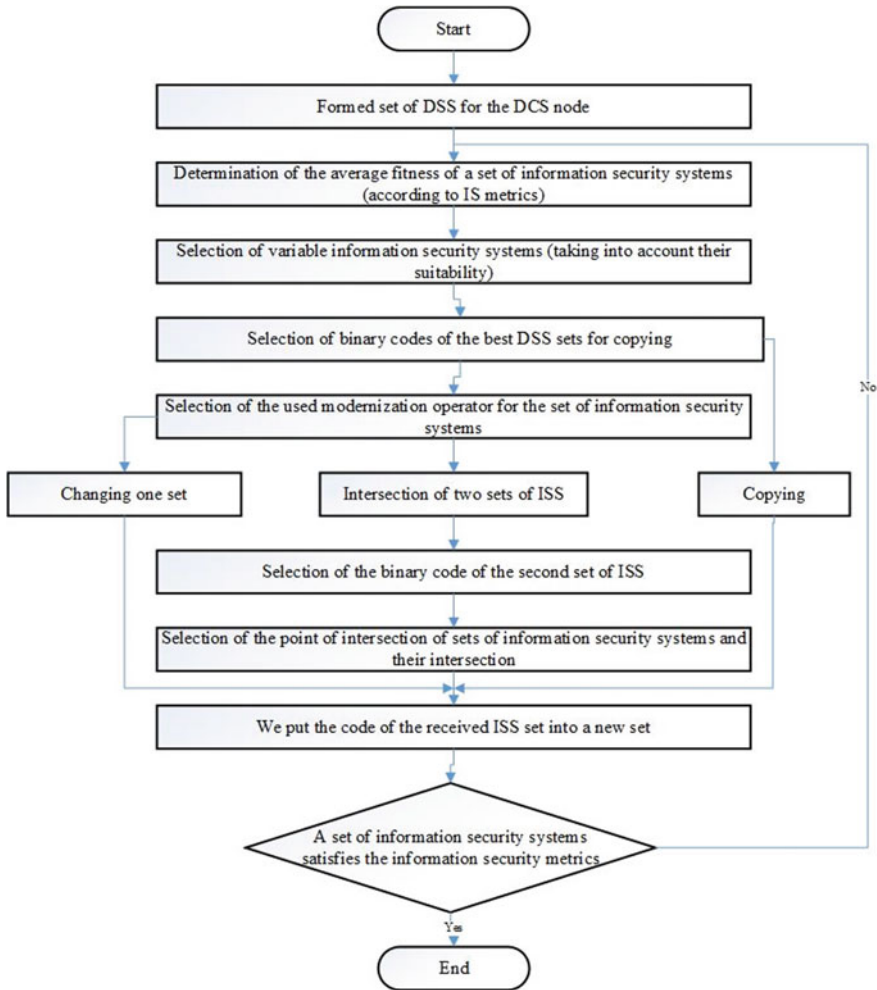 Start
Formed set of DSS for the DCS node
Determination of the average fitness of a set of information security systems
(according to IS metrics)
Selection of variable information security systems (taking into account their
suitability)
Selection of binary codes of the best DSS sets for copying
No
Selection of the used modernization operator for the set of information security
systems
Changing one set
Intersection of two sets of ISS
Copying
Selection of the binary code of the second set of ISS
Selection of the point of intersection of sets of information security systems and
their intersection
We put the code of the received ISS set into a new set
A set of information security systems
satisfies the information security metrics
Yes
End